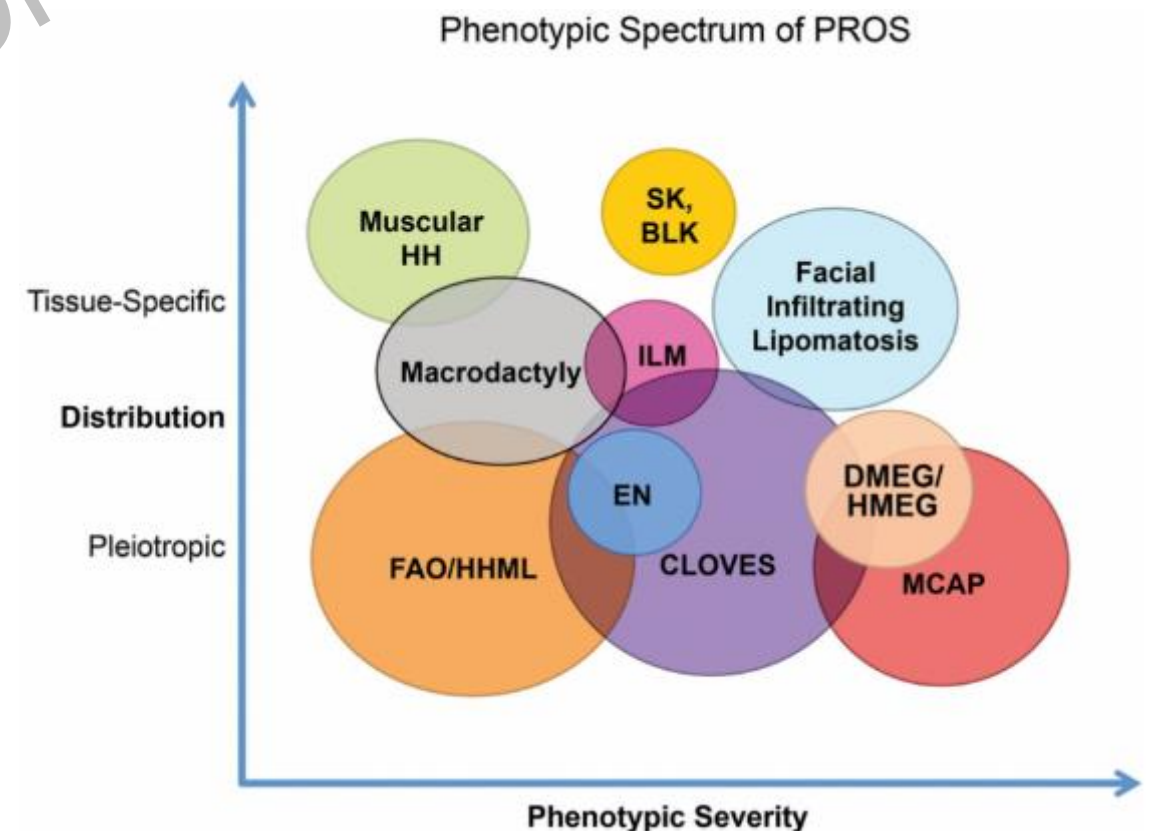 Phenotypic Spectrum of PROS
Muscular
HH
SK,
BLK
Facial
Infiltrating
Lipomatosis
Tissue-Specific
ILM
Macrodactyly
Distribution
DMEG/
HMEG
EN
Pleiotropic
FAO/HHML
CLOVES
MCAP
Phenotypic Severity